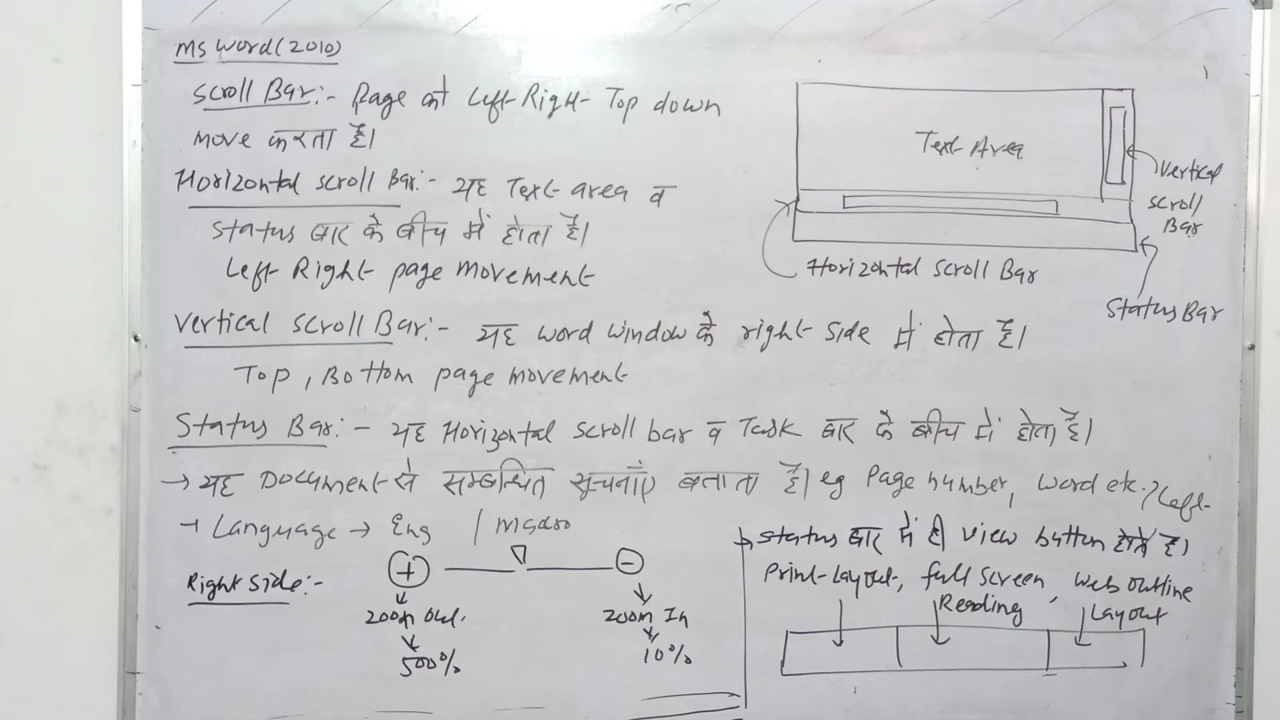 MS Word(2010)
Scroll Bar:- Page को Left Right Top down
move करता है।
Text Area
Vertical
scroll
Bar
Horizontal scroll Bar:- यह Text area व
Status बार के बीच में होता है।
Left Right page movement
Horizontal Scroll Bar
Status Bar
Vertical Scroll Bar:- यह word window के right side में होता है।
Top, Bottom page movement
Status Bar:- यह Horizontal scroll bar व Task बार के बीच में होता है।
→ यह Document से सम्बन्धित सूचनाएं बताता है। eg Page number, word etc. Left
→ Language → Eng
→ Status बार में ही view button होते है।
Right Side:- + −
Print Layout, full screen, web outline
Reading Layout
Zoom Out. Zoom In
500% 10%